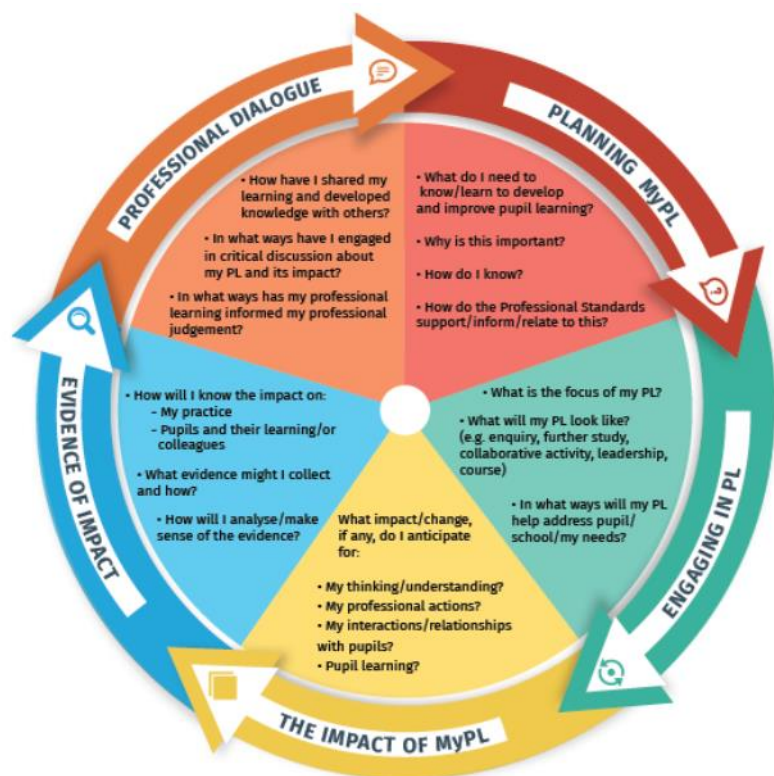 PLANNING MyPL
• What do I need to
know/learn to develop
and improve pupil learning?
• Why is this important?
• How do I know?
• How do the Professional Standards
support/inform/relate to this?
ENGAGING IN PL
• What is the focus of my PL?
• What will my PL look like?
(e.g. enquiry, further study,
collaborative activity, leadership,
course)
• In what ways will my PL
help address pupil/
school/my needs?
THE IMPACT OF MyPL
What impact/change,
if any, do I anticipate
for:
• My thinking/understanding?
• My professional actions?
• My interactions/relationships
with pupils?
• Pupil learning?
EVIDENCE OF IMPACT
• How will I know the impact on:
– My practice
– Pupils and their learning/or
colleagues
• What evidence might I collect
and how?
• How will I analyse/make
sense of the evidence?
PROFESSIONAL DIALOGUE
• How have I shared my
learning and developed
knowledge with others?
• In what ways have I engaged
in critical discussion about
my PL and its impact?
• In what ways has my professional
learning informed my professional
judgement?